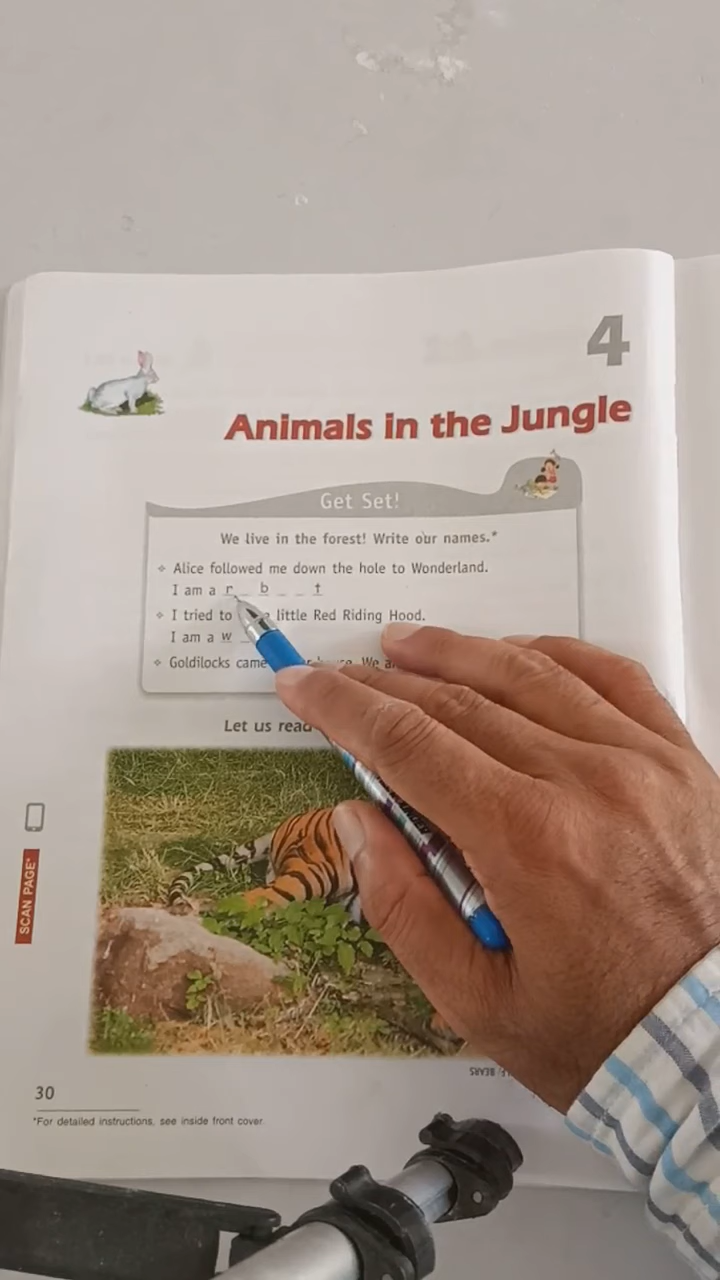 4
Animals in the Jungle
Get Set!
We live in the forest! Write our names.*
❖ Alice followed me down the hole to Wonderland.
I am a r _ b _ _ t
❖ I tried to little Red Riding Hood.
I am a w _
❖ Goldilocks came We
Let us read
SCAN PAGE*
30
*For detailed instructions, see inside front cover.
BEARS